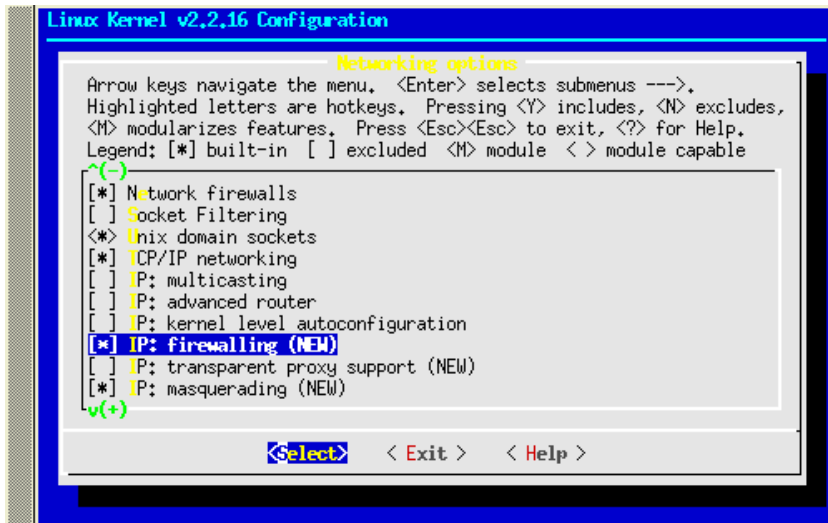 Linux Kernel v2.2.16 Configuration
Networking options
Arrow keys navigate the menu. <Enter> selects submenus --->.
Highlighted letters are hotkeys. Pressing <Y> includes, <N> excludes,
<M> modularizes features. Press <Esc><Esc> to exit, <?> for Help.
Legend: [*] built-in [ ] excluded <M> module < > module capable
^(-)
[*] Network firewalls
[ ] Socket Filtering
<*> Unix domain sockets
[*] TCP/IP networking
[ ] IP: multicasting
[ ] IP: advanced router
[ ] IP: kernel level autoconfiguration
[*] IP: firewalling (NEW)
[ ] IP: transparent proxy support (NEW)
[*] IP: masquerading (NEW)
v(+)
<Select> < Exit > < Help >